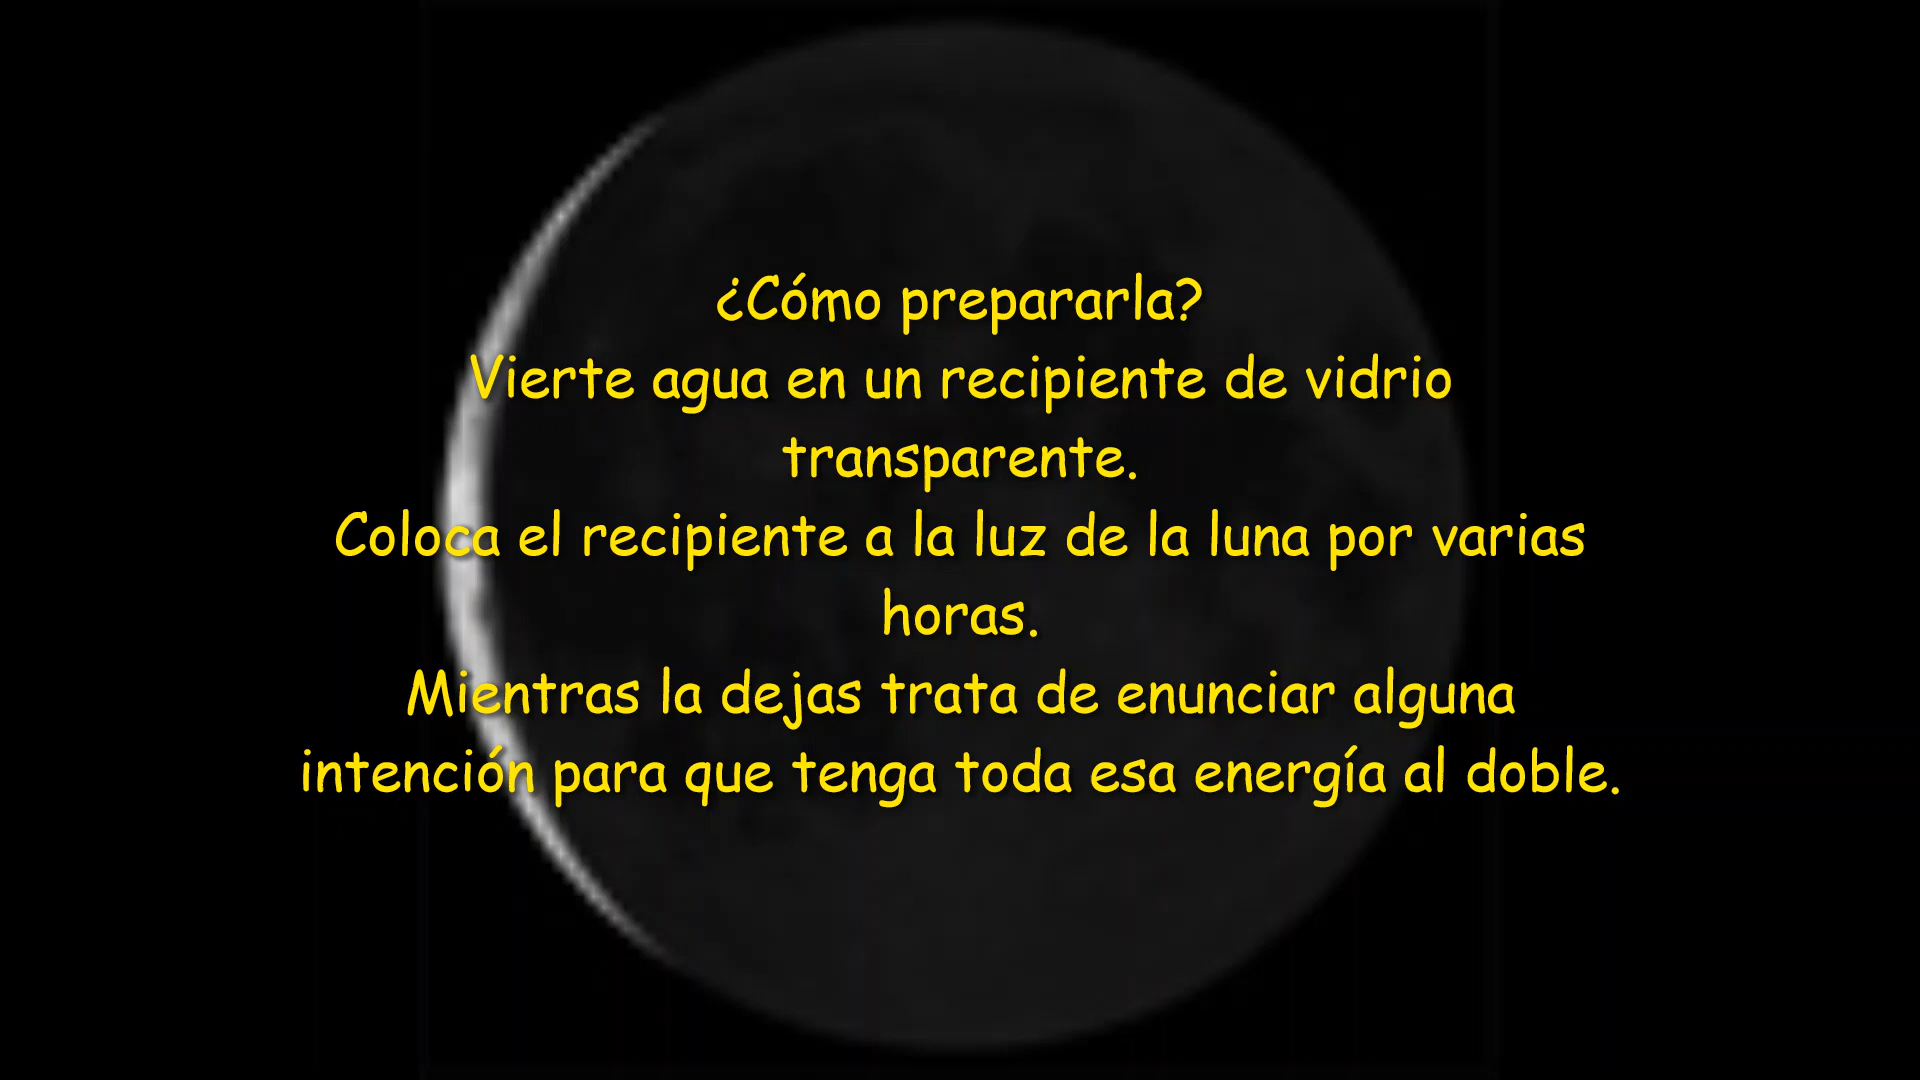 ¿Cómo prepararla?
Vierte agua en un recipiente de vidrio
transparente.
Coloca el recipiente a la luz de la luna por varias
horas.
Mientras la dejas trata de enunciar alguna
intención para que tenga toda esa energía al doble.